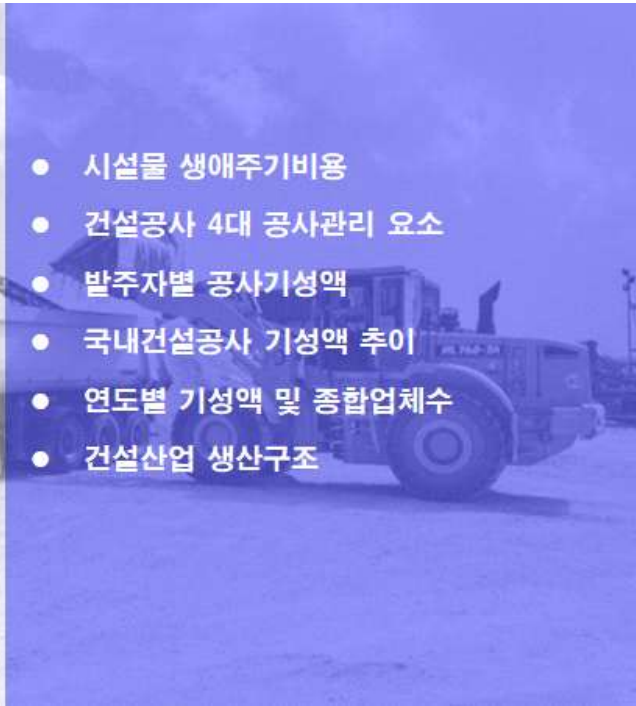 ● 시설물 생애주기비용
● 건설공사 4대 공사관리 요소
● 발주자별 공사기성액
● 국내건설공사 기성액 추이
● 연도별 기성액 및 종합업체수
● 건설산업 생산구조